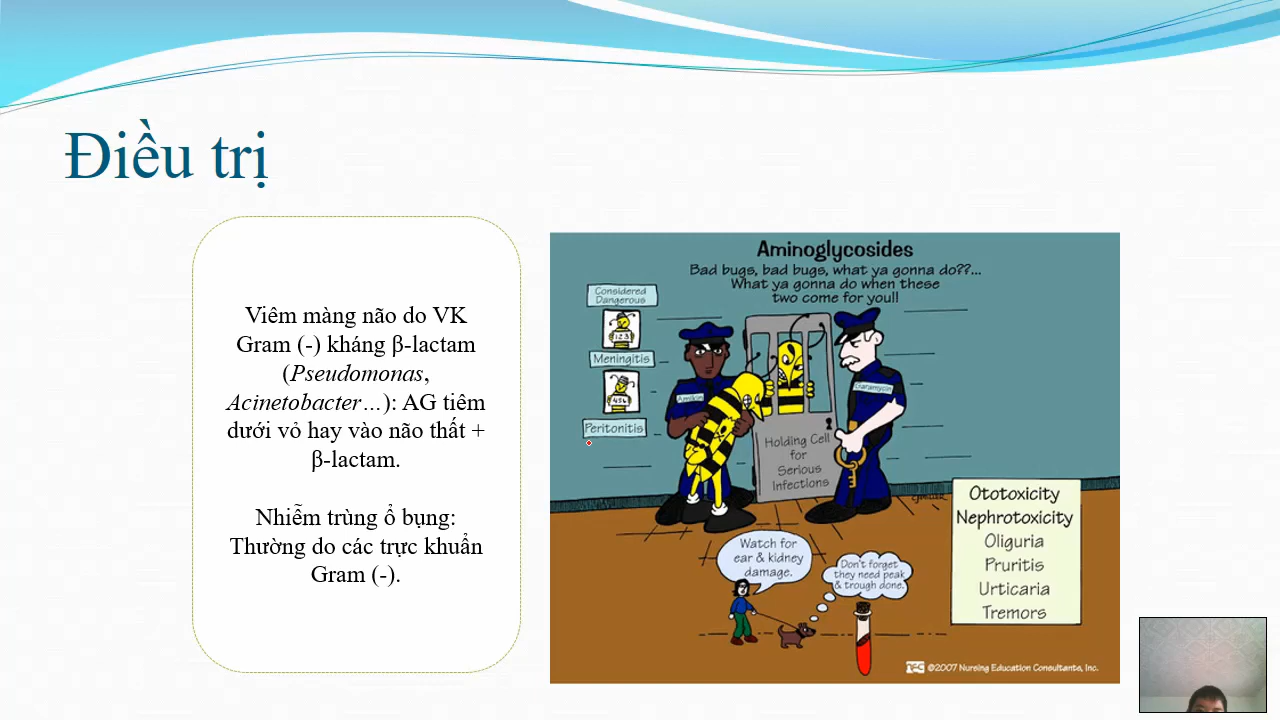 Điều trị
Viêm màng não do VK
Gram (-) kháng β-lactam
(Pseudomonas,
Acinetobacter…): AG tiêm
dưới vỏ hay vào não thất +
β-lactam.
Nhiễm trùng ổ bụng:
Thường do các trực khuẩn
Gram (-).
Aminoglycosides
Bad bugs, bad bugs, what ya gonna do??...
What ya gonna do when these
two come for you!!
Considered
Dangerous
123
Meningitis
456
Peritonitis
Amikin
Garamycin
Holding Cell
for
Serious
Infections
Ototoxicity
Nephrotoxicity
Oliguria
Pruritis
Urticaria
Tremors
Watch for
ear & kidney
damage.
Don't forget
they need peak
& trough done.
NEC ©2007 Nursing Education Consultants, Inc.